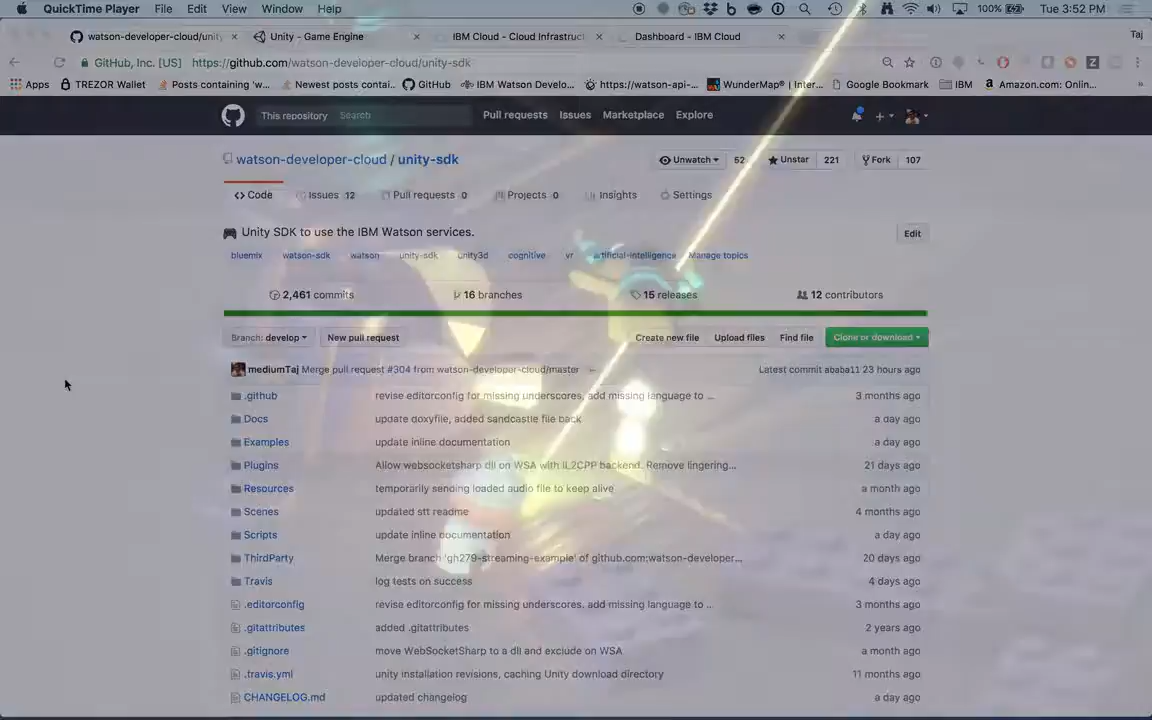 QuickTime Player File Edit View Window Help 100% Tue 3:52 PM
watson-developer-cloud/unity × Unity - Game Engine × IBM Cloud - Cloud Infrastruct × Dashboard - IBM Cloud × Taj
GitHub, Inc. [US] https://github.com/watson-developer-cloud/unity-sdk
Apps TREZOR Wallet Posting containing 'w... Newest posts contai.. GitHub IBM Watson Develo... https://watson-api-... WunderMap® | Inter... Google Bookmark IBM Amazon.com: Onlin... »
This repository Search Pull requests Issues Marketplace Explore
watson-developer-cloud / unity-sdk Unwatch 52 Unstar 221 Fork 107
Code Issues 12 Pull requests 0 Projects 0 Insights Settings
Unity SDK to use the IBM Watson services. Edit
bluemix watson-sdk watson unity-sdk unity3d cognitive vr artificial-intelligence Manage topics
2,461 commits 16 branches 15 releases 12 contributors
Branch: develop New pull request Create new file Upload files Find file Clone or download
mediumTaj Merge pull request #304 from watson-developer-cloud/master ... Latest commit ababa11 23 hours ago
.github revise editorconfig for missing underscores, add missing language to ... 3 months ago
Docs update doxyfile, added sandcastle file back a day ago
Examples update inline documentation a day ago
Plugins Allow websocketsharp dll on WSA with IL2CPP backend. Remove lingering... 21 days ago
Resources temporarily sending loaded audio file to keep alive a month ago
Scenes updated stt readme 4 months ago
Scripts update inline documentation a day ago
ThirdParty Merge branch 'gh279-streaming-example' of github.com:watson-developer... 20 days ago
Travis log tests on success 4 days ago
.editorconfig revise editorconfig for missing underscores, add missing language to ... 3 months ago
.gitattributes added .gitattributes 2 years ago
.gitignore move WebSocketSharp to a dll and exclude on WSA a month ago
.travis.yml unity installation revisions, caching Unity download directory 11 months ago
CHANGELOG.md updated changelog a day ago